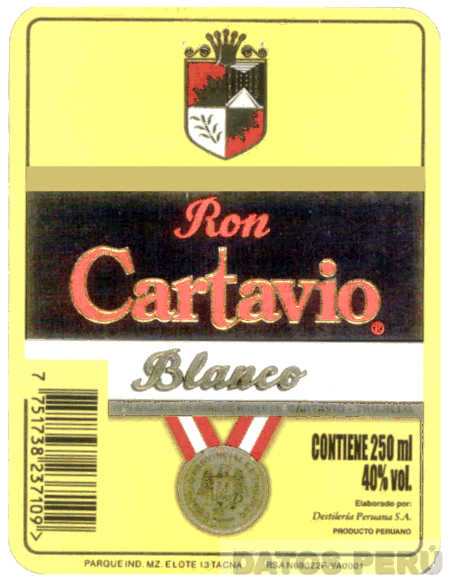 Ron
Cartavio®
Blanco
CONTIENE 250 ml
40% vol.
Elaborado por:
Destilería Peruana S.A.
PRODUCTO PERUANO
7 751738 237109 >
PARQUE IND. MZ. E LOTE 13 TACNA
DATOS PERÚ